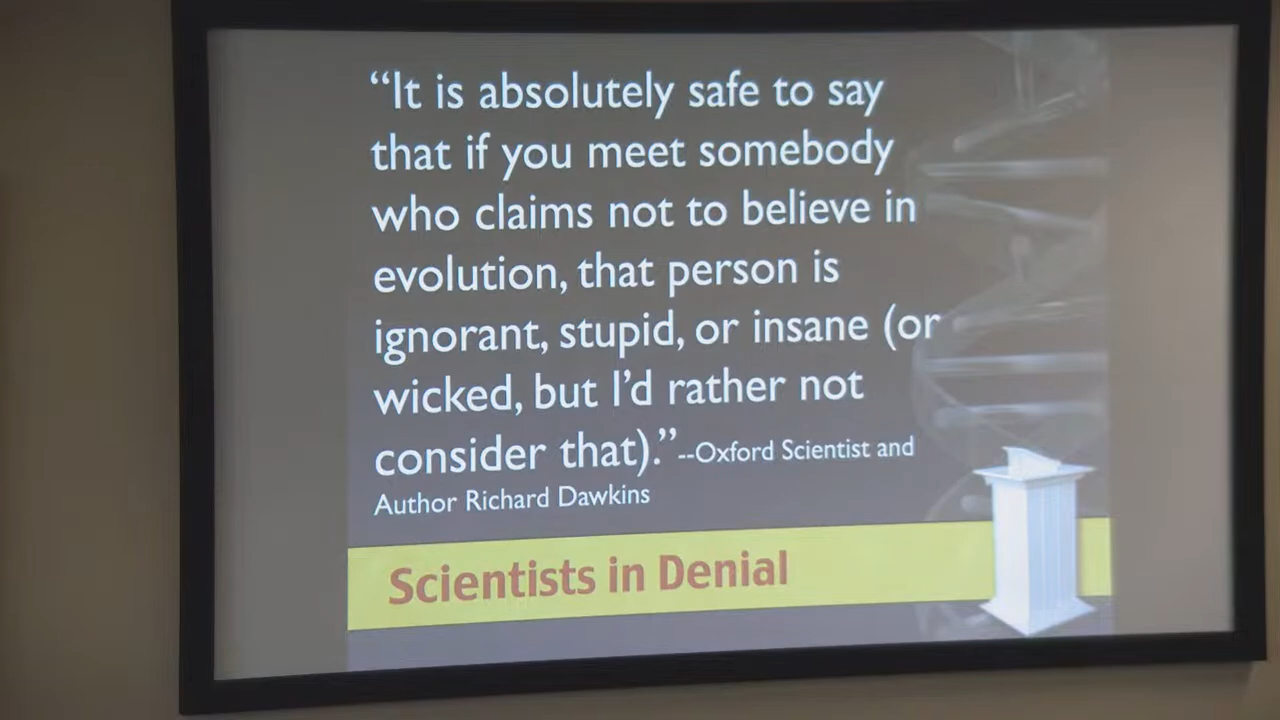 “It is absolutely safe to say
that if you meet somebody
who claims not to believe in
evolution, that person is
ignorant, stupid, or insane (or
wicked, but I’d rather not
consider that).”--Oxford Scientist and
Author Richard Dawkins
Scientists in Denial